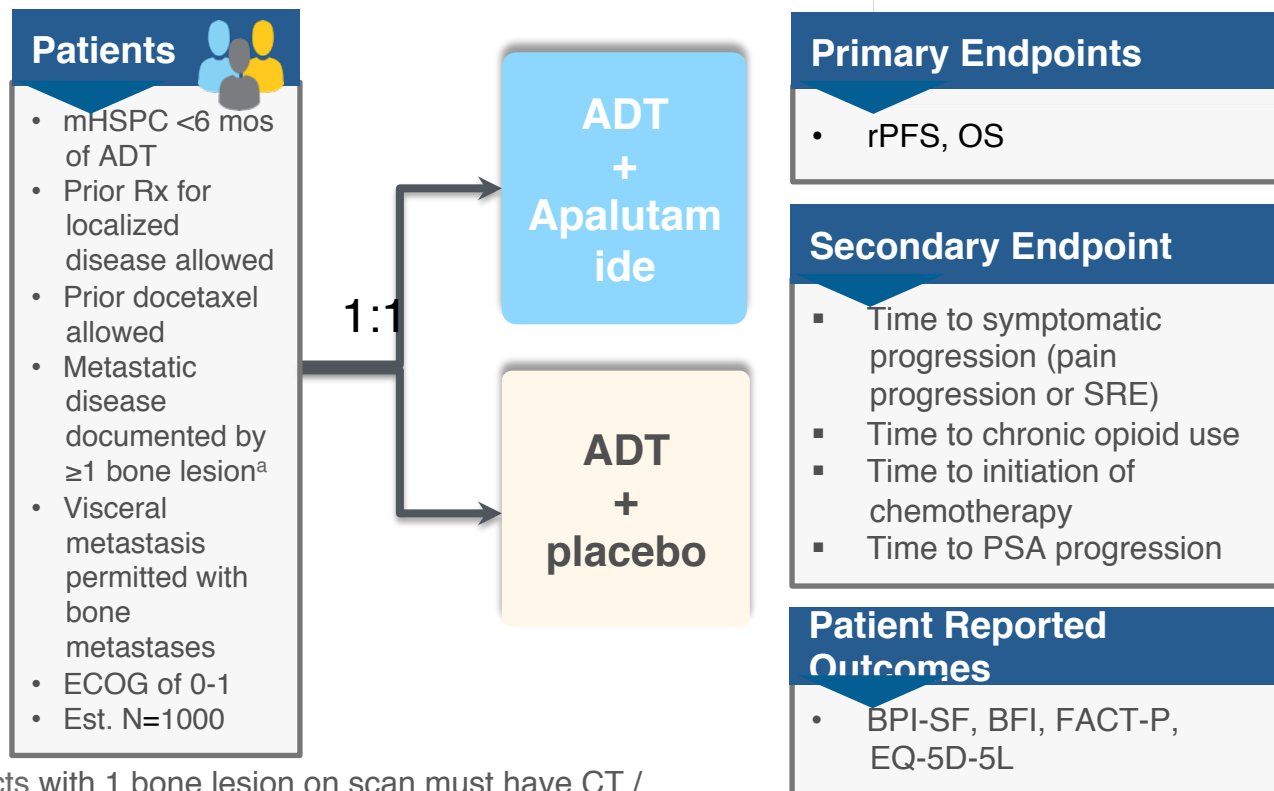 Patients
• mHSPC <6 mos
of ADT
• Prior Rx for
localized
disease allowed
• Prior docetaxel
allowed
• Metastatic
disease
documented by
≥1 bone lesionᵃ
• Visceral
metastasis
permitted with
bone
metastases
• ECOG of 0-1
• Est. N=1000
1:1
ADT
+
Apalutam
ide
ADT
+
placebo
Primary Endpoints
• rPFS, OS
Secondary Endpoint
▪ Time to symptomatic
progression (pain
progression or SRE)
▪ Time to chronic opioid use
▪ Time to initiation of
chemotherapy
▪ Time to PSA progression
Patient Reported
Outcomes
• BPI-SF, BFI, FACT-P,
EQ-5D-5L
with 1 bone lesion on scan must have CT /